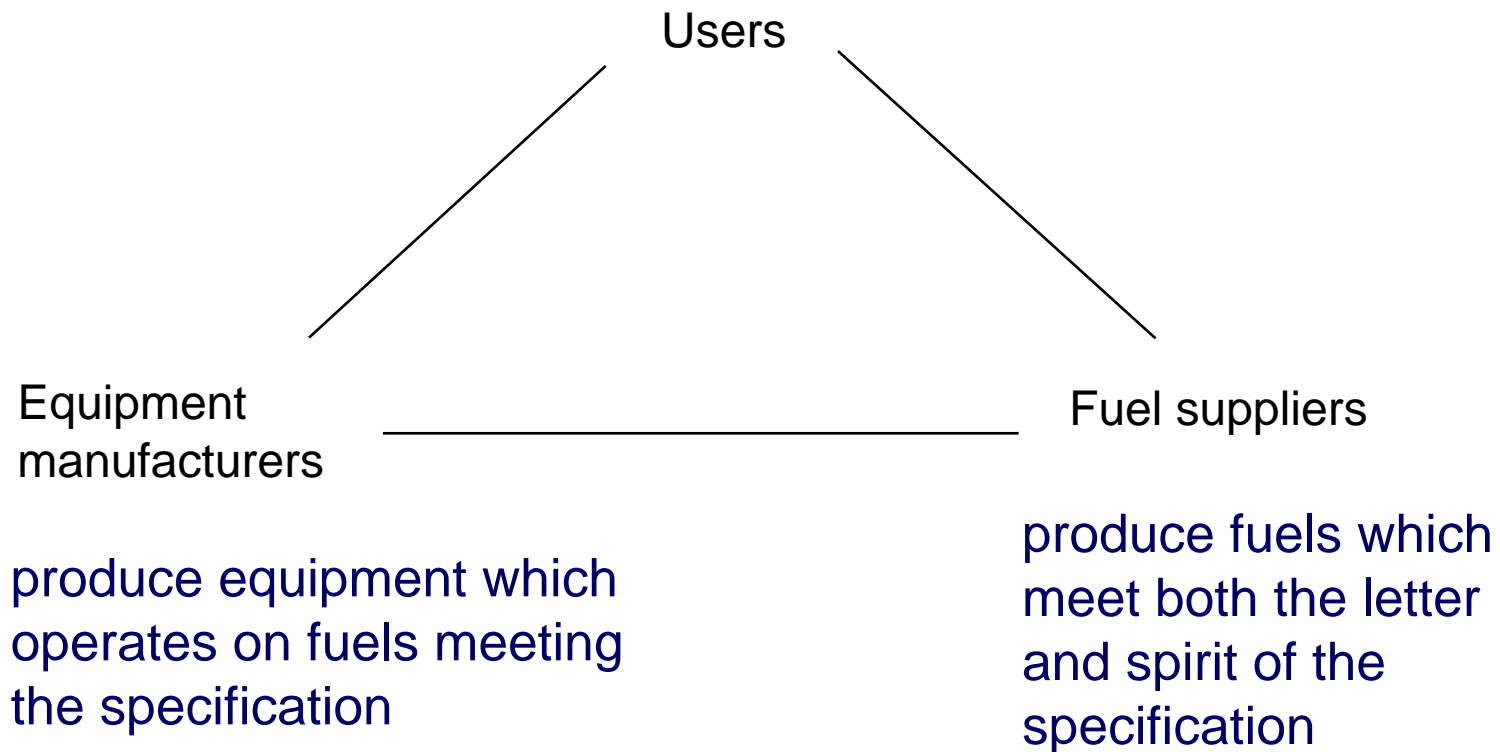 Users
Equipment
manufacturers
Fuel suppliers
produce equipment which
operates on fuels meeting
the specification
produce fuels which
meet both the letter
and spirit of the
specification